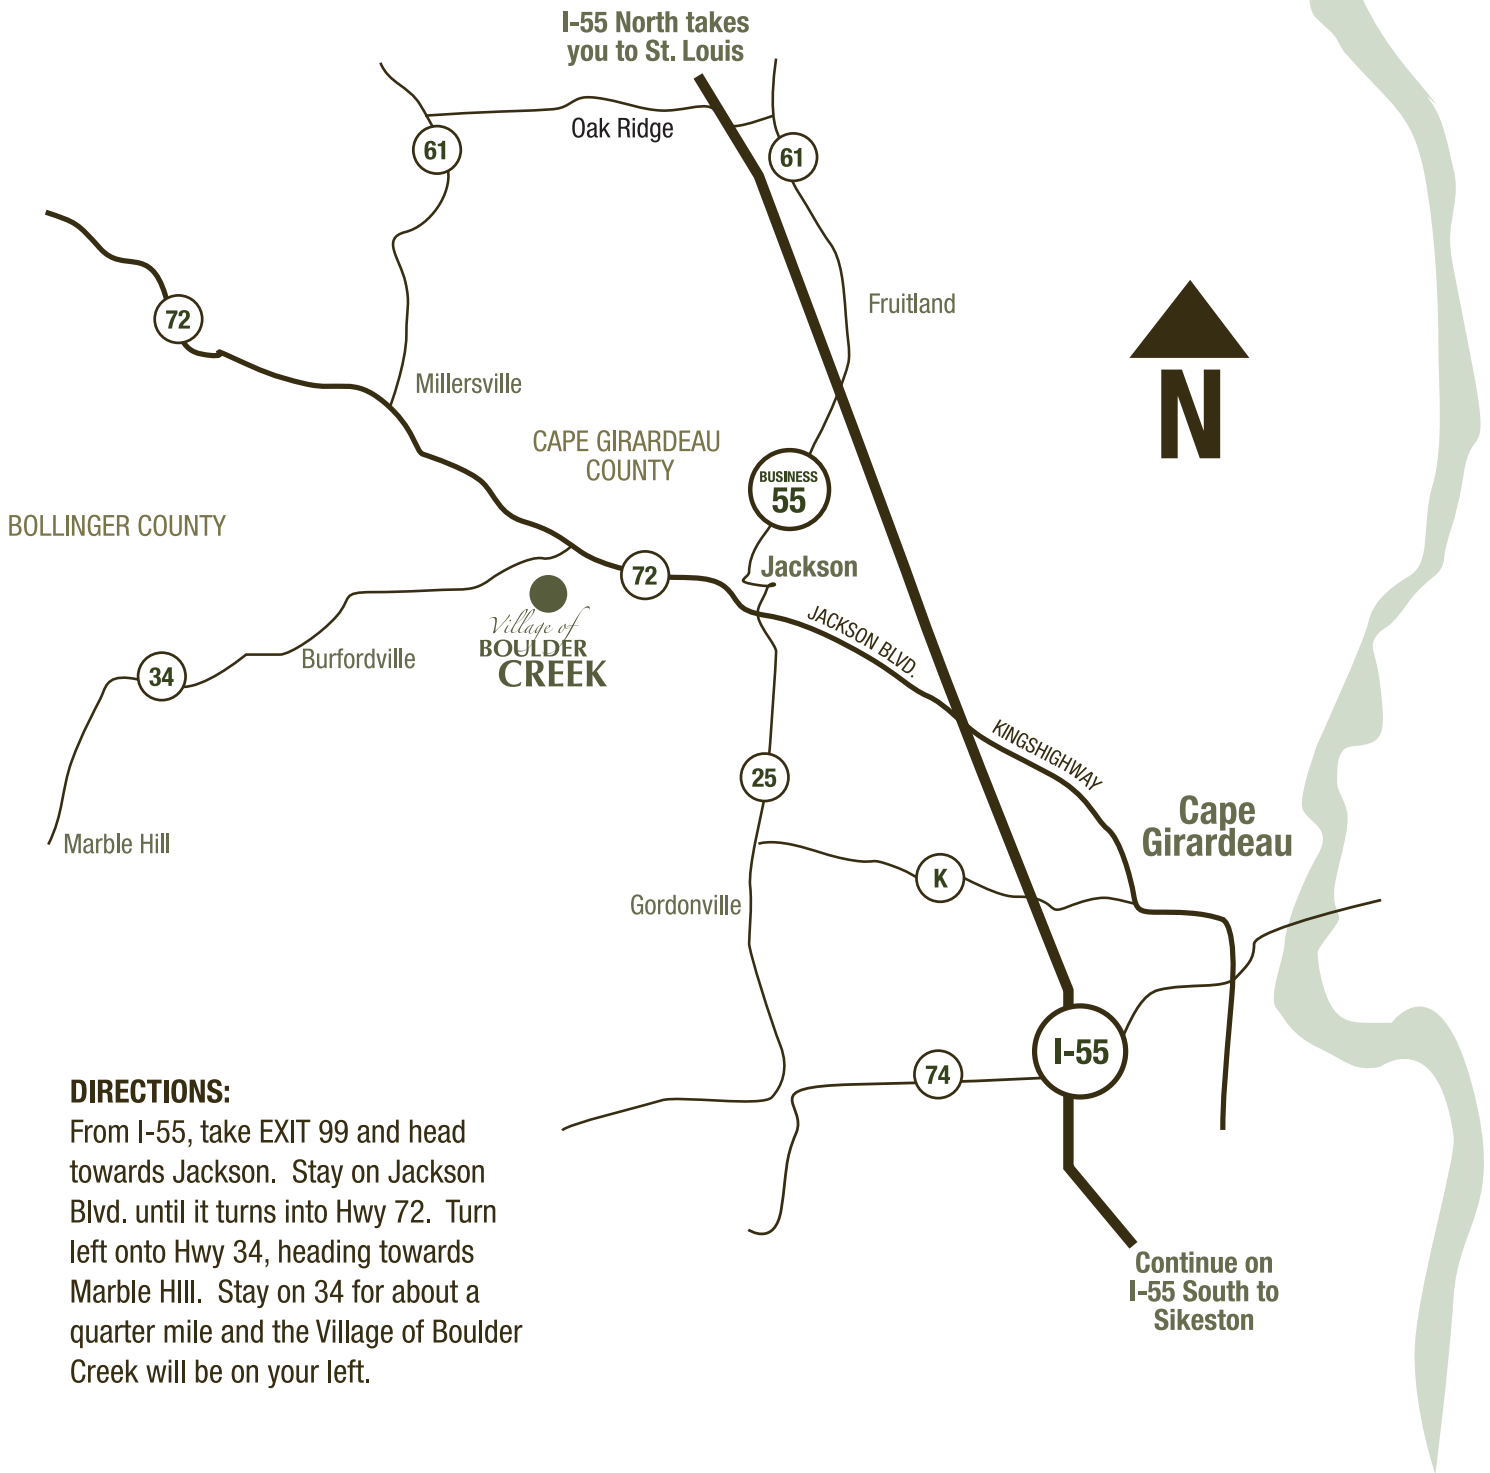 I-55 North takes
you to St. Louis
Oak Ridge
61
61
72
Fruitland
Millersville
CAPE GIRARDEAU
COUNTY
N
BUSINESS
55
BOLLINGER COUNTY
72
Jackson
Village of
BOULDER
CREEK
JACKSON BLVD.
Burfordville
34
KINGSHIGHWAY
25
Cape
Girardeau
Marble Hill
K
Gordonville
I-55
74
DIRECTIONS:
From I-55, take EXIT 99 and head
towards Jackson.  Stay on Jackson
Blvd. until it turns into Hwy 72.  Turn
left onto Hwy 34, heading towards
Marble HIll.  Stay on 34 for about a
quarter mile and the Village of Boulder
Creek will be on your left.
Continue on
I-55 South to
Sikeston